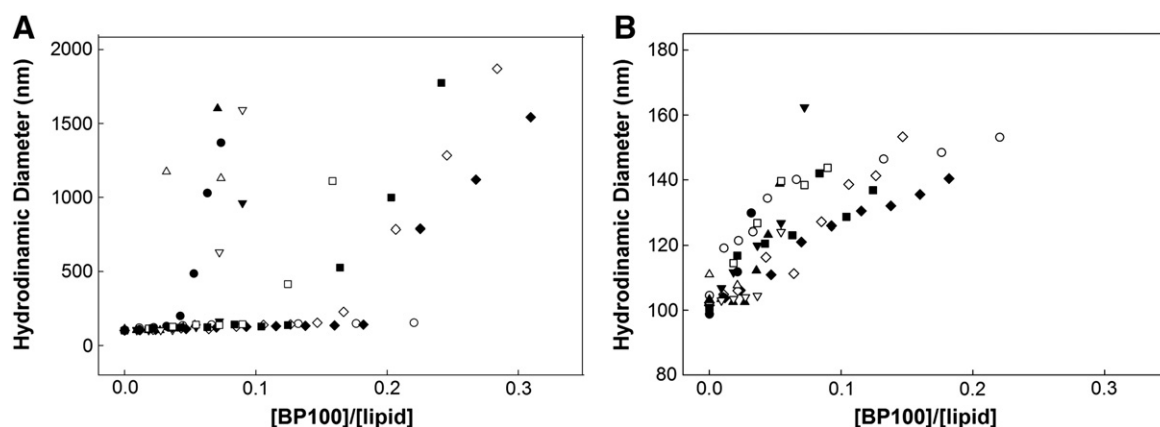 A
Hydrodinamic Diameter (nm)
2000
1500
1000
500
0
0.0 0.1 0.2 0.3
[BP100]/[lipid]
B
Hydrodinamic Diameter (nm)
180
160
140
120
100
80
0.0 0.1 0.2 0.3
[BP100]/[lipid]